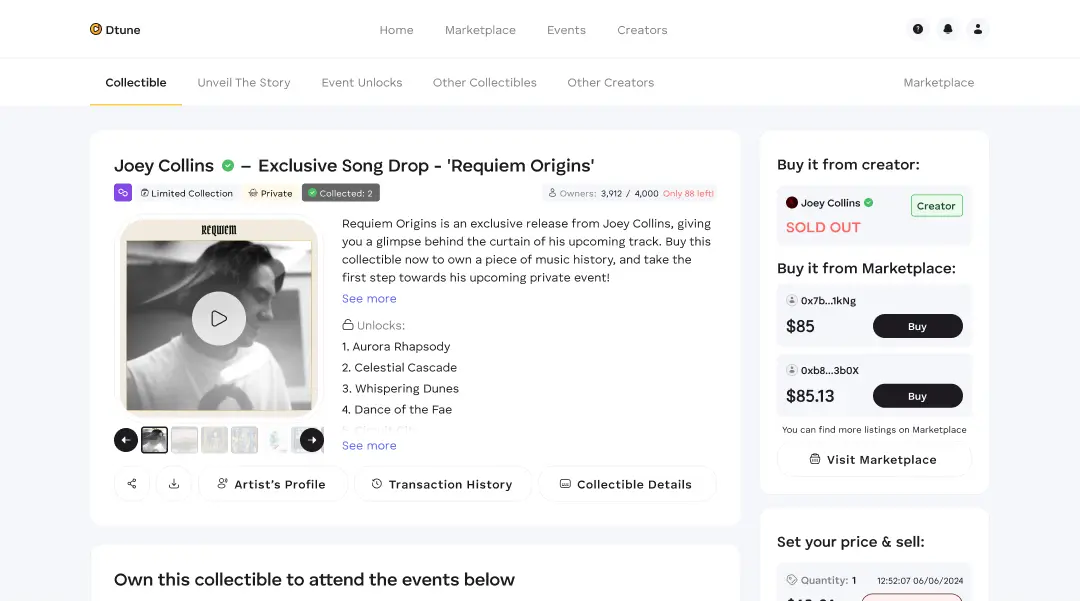 Dtune
Home Marketplace Events Creators
Collectible Unveil The Story Event Unlocks Other Collectibles Other Creators Marketplace
Joey Collins – Exclusive Song Drop - 'Requiem Origins'
Limited Collection Private Collected: 2 Owners: 3,912 / 4,000 Only 88 left!
REQUIEM
Requiem Origins is an exclusive release from Joey Collins, giving
you a glimpse behind the curtain of his upcoming track. Buy this
collectible now to own a piece of music history, and take the
first step towards his upcoming private event!
See more
Unlocks:
1. Aurora Rhapsody
2. Celestial Cascade
3. Whispering Dunes
4. Dance of the Fae
See more
Artist's Profile Transaction History Collectible Details
Own this collectible to attend the events below
Buy it from creator:
Joey Collins Creator
SOLD OUT
Buy it from Marketplace:
0x7b...1kNg
$85 Buy
0xb8...3b0X
$85.13 Buy
You can find more listings on Marketplace
Visit Marketplace
Set your price & sell:
Quantity: 1 12:52:07 06/06/2024